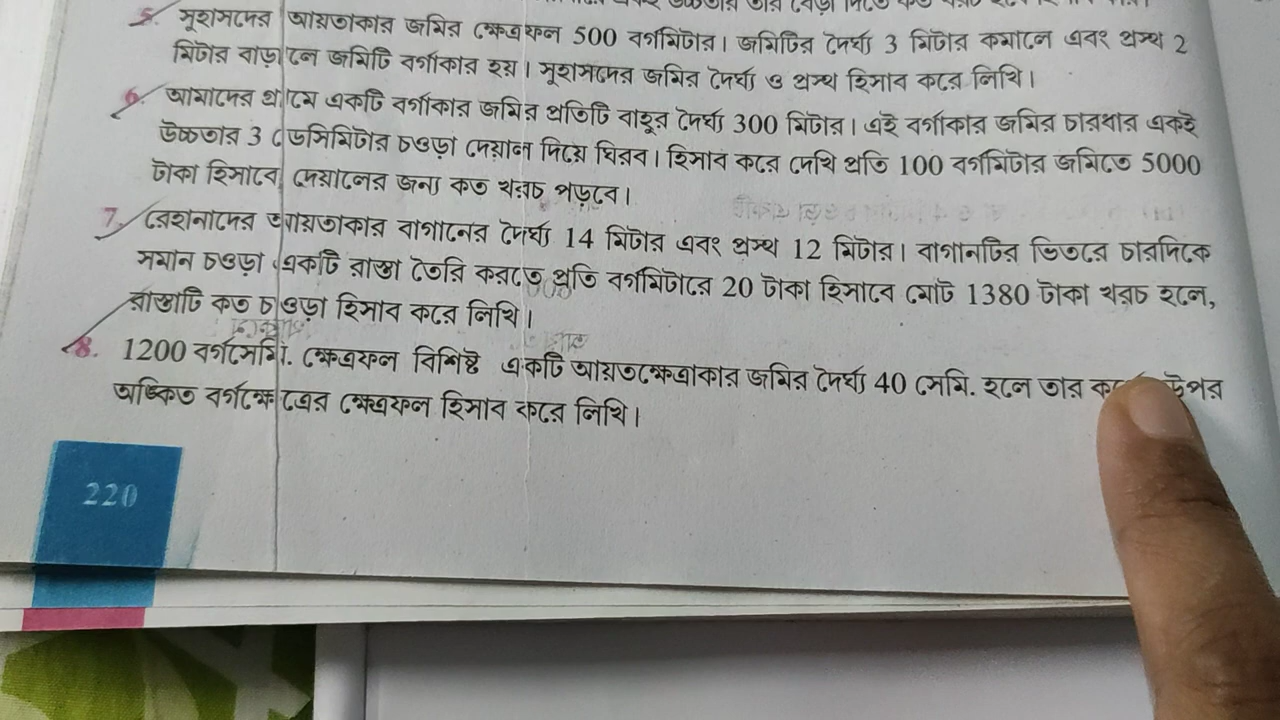 5. সুহাসদের আয়তাকার জমির ক্ষেত্রফল 500 বর্গমিটার। জমিটির দৈর্ঘ্য 3 মিটার কমালে এবং প্রস্থ 2
মিটার বাড়ালে জমিটি বর্গাকার হয়। সুহাসদের জমির দৈর্ঘ্য ও প্রস্থ হিসাব করে লিখি।
6. আমাদের গ্রামে একটি বর্গাকার জমির প্রতিটি বাহুর দৈর্ঘ্য 300 মিটার। এই বর্গাকার জমির চারধার একই
উচ্চতার 3 ডেসিমিটার চওড়া দেয়াল দিয়ে ঘিরব। হিসাব করে দেখি প্রতি 100 বর্গমিটার জমিতে 5000
টাকা হিসাবে দেয়ালের জন্য কত খরচ পড়বে।
7. রেহানাদের আয়তাকার বাগানের দৈর্ঘ্য 14 মিটার এবং প্রস্থ 12 মিটার। বাগানটির ভিতরে চারদিকে
সমান চওড়া একটি রাস্তা তৈরি করতে প্রতি বর্গমিটারে 20 টাকা হিসাবে মোট 1380 টাকা খরচ হলে,
রাস্তাটি কত চওড়া হিসাব করে লিখি।
8. 1200 বর্গসেমি. ক্ষেত্রফল বিশিষ্ট একটি আয়তক্ষেত্রাকার জমির দৈর্ঘ্য 40 সেমি. হলে তার উপর
অঙ্কিত বর্গক্ষেত্রের ক্ষেত্রফল হিসাব করে লিখি।
220